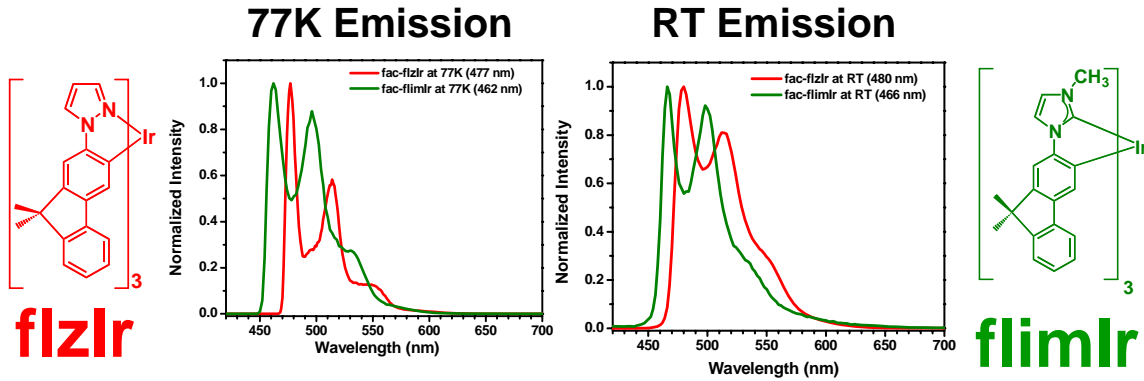 77K Emission
RT Emission
fac-flzIr at 77K (477 nm)
fac-flimIr at 77K (462 nm)
1.0
0.8
0.6
0.4
0.2
0.0
Normalized Intensity
450 500 550 600 650 700
Wavelength (nm)
fac-flzIr at RT (480 nm)
fac-flimIr at RT (466 nm)
1.0
0.8
0.6
0.4
0.2
0.0
Normalized Intensity
450 500 550 600 650 700
Wavelength (nm)
N
N
Ir
3
flzIr
CH3
N
N
Ir
3
flimIr